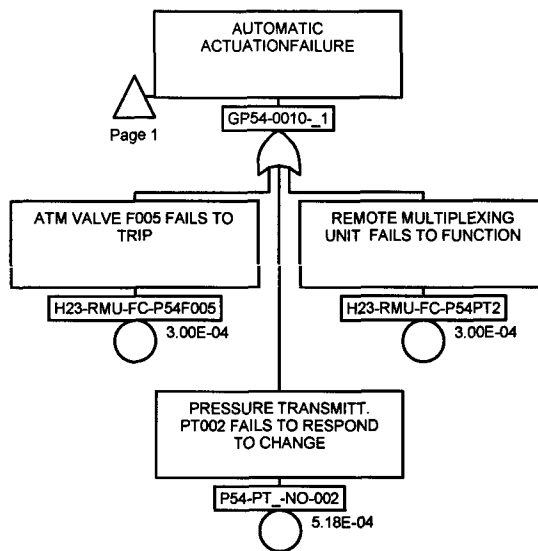 AUTOMATIC
ACTUATIONFAILURE
Page 1
GP54-0010-_1
ATM VALVE F005 FAILS TO
TRIP
H23-RMU-FC-P54F005
3.00E-04
REMOTE MULTIPLEXING
UNIT FAILS TO FUNCTION
H23-RMU-FC-P54PT2
3.00E-04
PRESSURE TRANSMITT.
PT002 FAILS TO RESPOND
TO CHANGE
P54-PT_-NO-002
5.18E-04